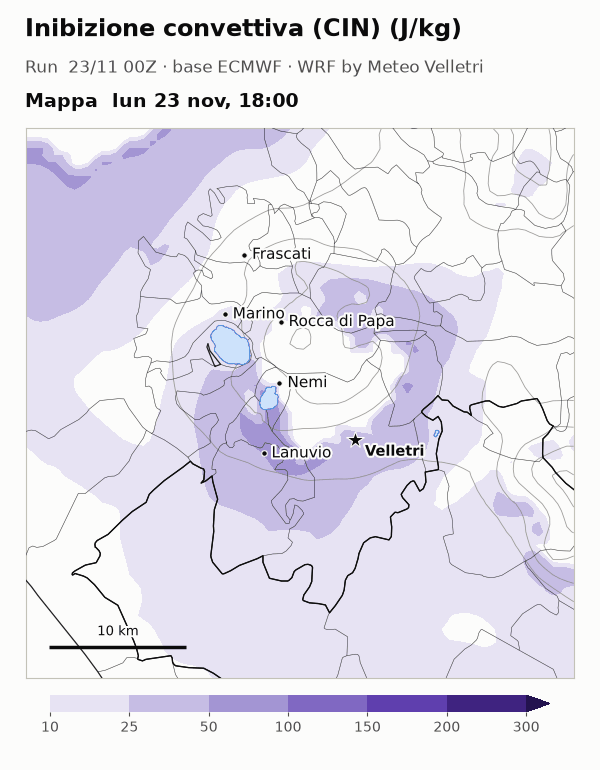 Inibizione convettiva (CIN) (J/kg)
Run  23/11 00Z · base ECMWF · WRF by Meteo Velletri
Mappa  lun 23 nov, 18:00
Frascati
Marino
Rocca di Papa
Nemi
Velletri
Lanuvio
10 km
10 25 50 100 150 200 300